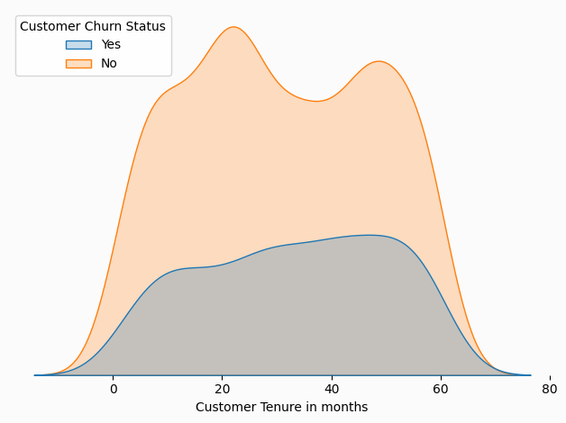 Customer Churn Status
Yes
No
0 20 40 60 80
Customer Tenure in months